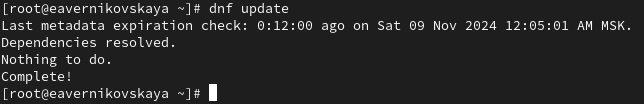 [root@eavernikovskaya ~]# dnf update
Last metadata expiration check: 0:12:00 ago on Sat 09 Nov 2024 12:05:01 AM MSK.
Dependencies resolved.
Nothing to do.
Complete!
[root@eavernikovskaya ~]#